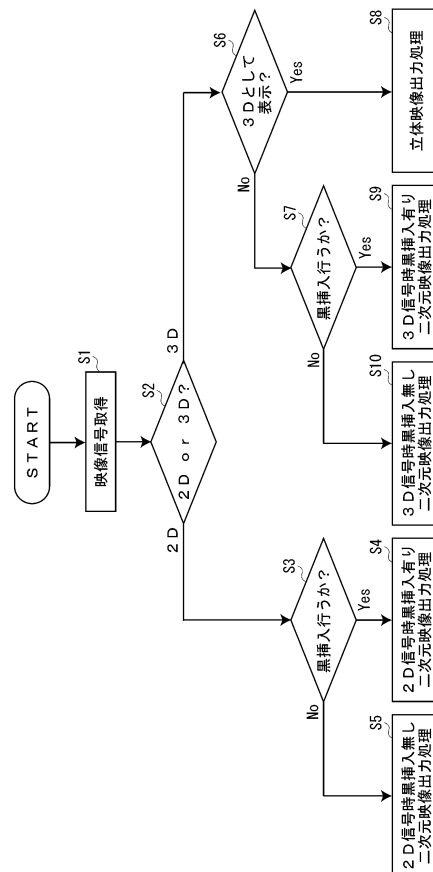 START
S1
映像信号取得
S2
2D or 3D?
2D
3D
S3
黒挿入行うか？
No
Yes
S5
2D信号時黒挿入無し
二次元映像出力処理
S4
2D信号時黒挿入有り
二次元映像出力処理
S6
3Dとして
表示？
No
Yes
S7
黒挿入行うか？
No
Yes
S10
3D信号時黒挿入無し
二次元映像出力処理
S9
3D信号時黒挿入有り
二次元映像出力処理
S8
立体映像出力処理